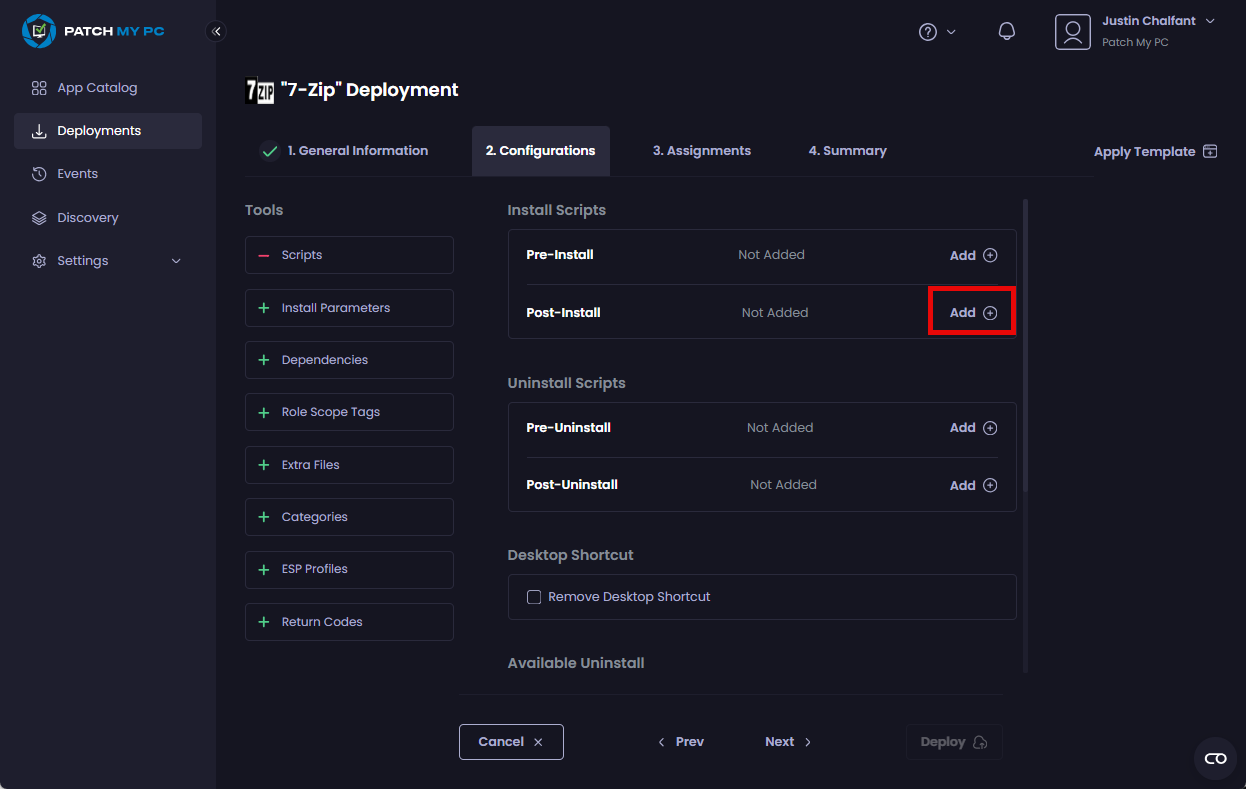 PATCH MY PC
Justin Chalfant
Patch My PC
App Catalog
Deployments
Events
Discovery
Settings
7ZIP "7-Zip" Deployment
1. General Information
2. Configurations
3. Assignments
4. Summary
Apply Template
Tools
Scripts
Install Parameters
Dependencies
Role Scope Tags
Extra Files
Categories
ESP Profiles
Return Codes
Install Scripts
Pre-Install Not Added Add
Post-Install Not Added Add
Uninstall Scripts
Pre-Uninstall Not Added Add
Post-Uninstall Not Added Add
Desktop Shortcut
Remove Desktop Shortcut
Available Uninstall
Cancel
Prev
Next
Deploy